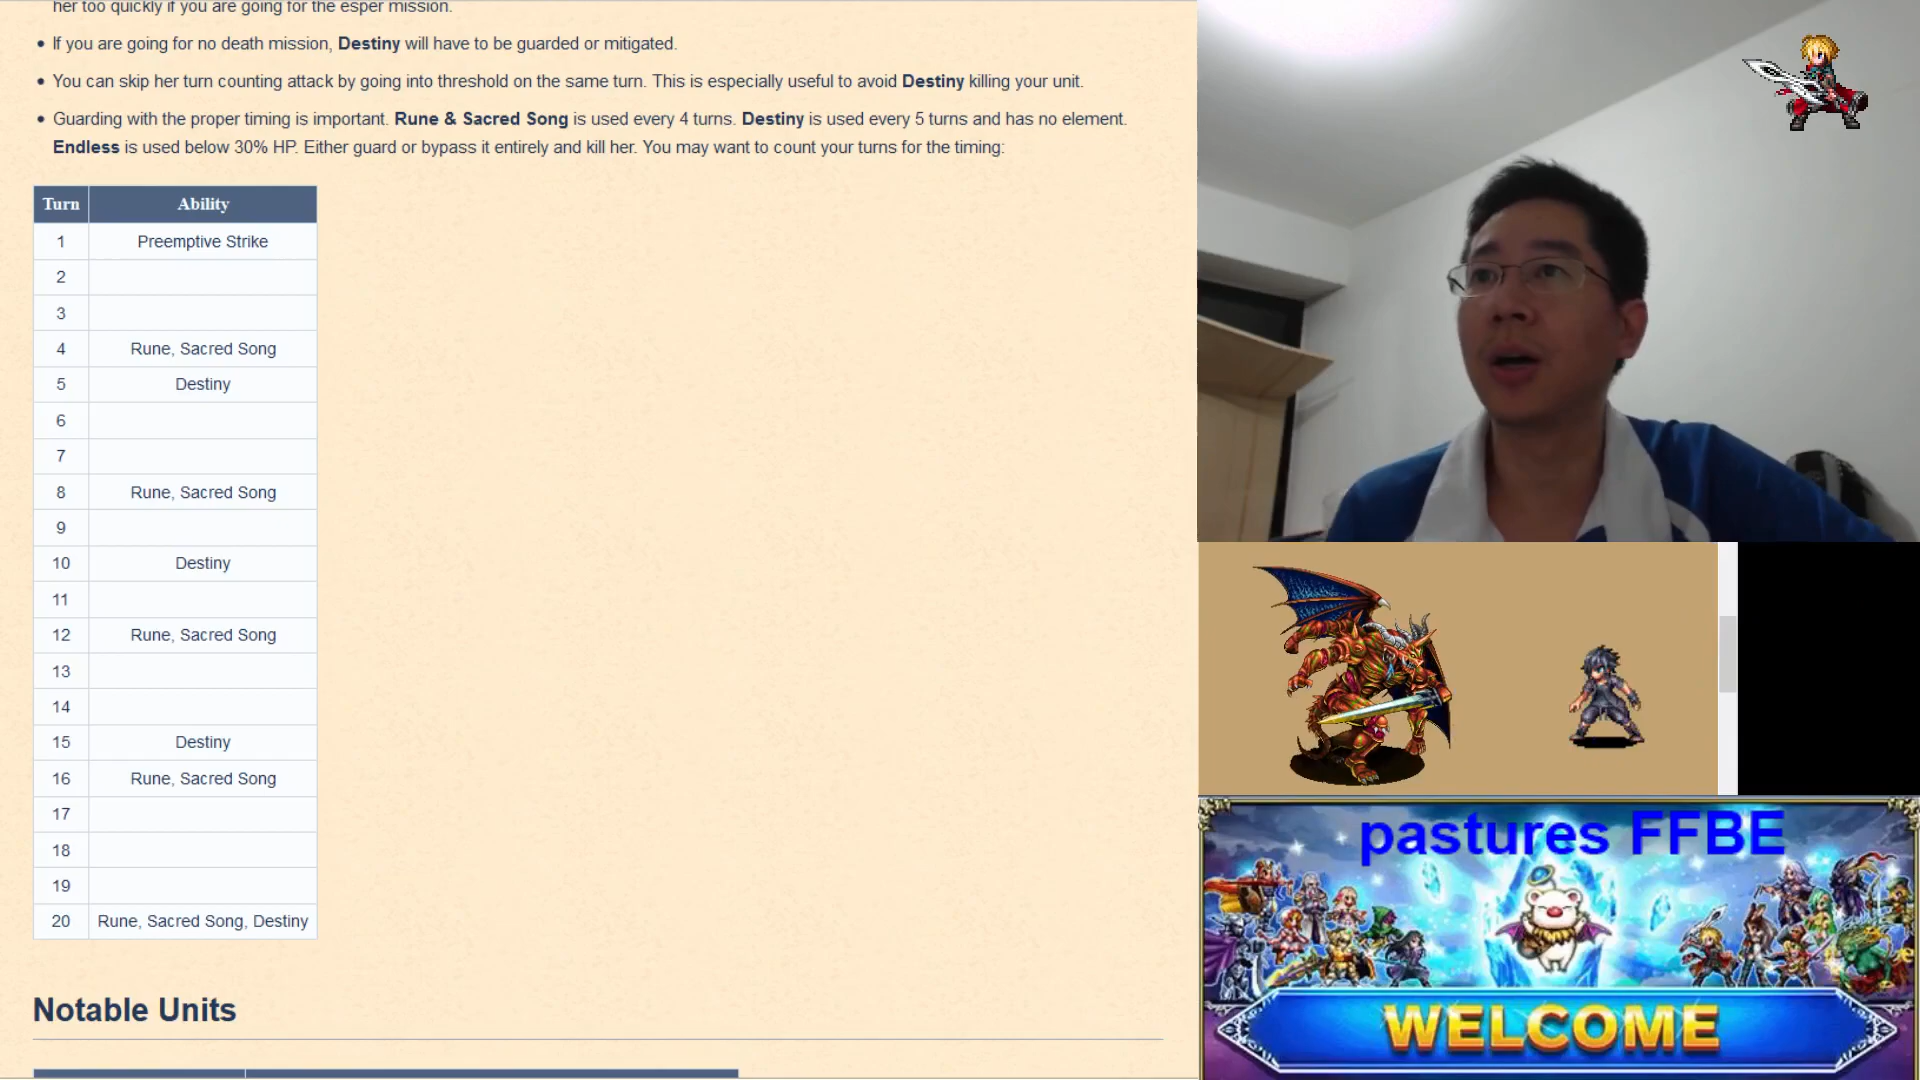 her too quickly if you are going for the esper mission.
• If you are going for no death mission, Destiny will have to be guarded or mitigated.
• You can skip her turn counting attack by going into threshold on the same turn. This is especially useful to avoid Destiny killing your unit.
• Guarding with the proper timing is important. Rune & Sacred Song is used every 4 turns. Destiny is used every 5 turns and has no element.
Endless is used below 30% HP. Either guard or bypass it entirely and kill her. You may want to count your turns for the timing:
Turn Ability
1 Preemptive Strike
2
3
4 Rune, Sacred Song
5 Destiny
6
7
8 Rune, Sacred Song
9
10 Destiny
11
12 Rune, Sacred Song
13
14
15 Destiny
16 Rune, Sacred Song
17
18
19
20 Rune, Sacred Song, Destiny
Notable Units
pastures FFBE
WELCOME